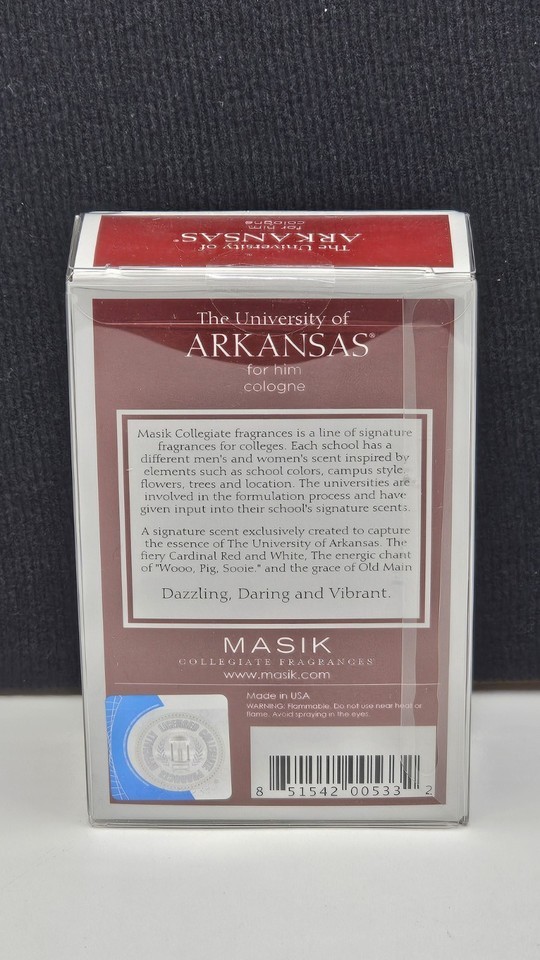 The University of
ARKANSAS®
for him
cologne
The University of
ARKANSAS®
for him
cologne
Masik Collegiate fragrances is a line of signature
fragrances for colleges. Each school has a
different men's and women's scent inspired by
elements such as school colors, campus style
flowers, trees and location. The universities are
involved in the formulation process and have
given input into their school's signature scents.
A signature scent exclusively created to capture
the essence of The University of Arkansas. The
fiery Cardinal Red and White, The energic chant
of "Wooo, Pig, Sooie." and the grace of Old Main
Dazzling, Daring and Vibrant.
MASIK
COLLEGIATE FRAGRANCES
www.masik.com
Made in USA
WARNING: Flammable. Do not use near heat or
flame. Avoid spraying in the eyes.
8 51542 00533 2